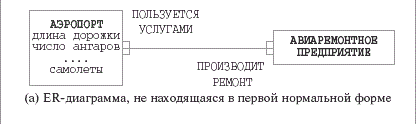 АЭРОПОРТ
длина дорожки
число ангаров
....
самолеты
ПОЛЬЗУЕТСЯ
УСЛУГАМИ
АВИАРЕМОНТНОЕ
ПРЕДПРИЯТИЕ
ПРОИЗВОДИТ
РЕМОНТ
(a) ER-диаграмма, не находящаяся в первой нормальной форме